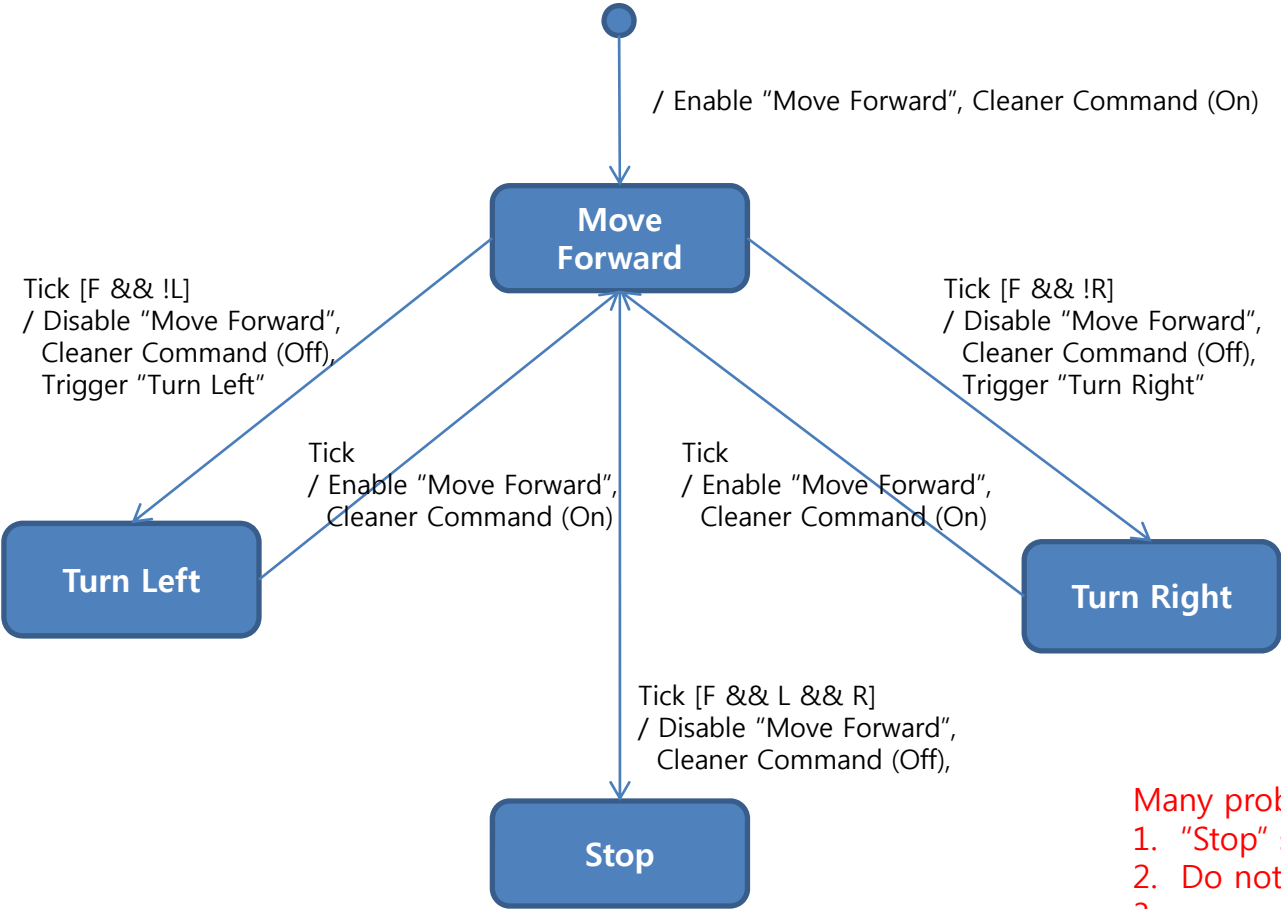 / Enable “Move Forward”, Cleaner Command (On)
Move
Forward
Tick [F && !L]
/ Disable “Move Forward”,
Cleaner Command (Off),
Trigger “Turn Left”
Tick [F && !R]
/ Disable “Move Forward”,
Cleaner Command (Off),
Trigger “Turn Right”
Tick
/ Enable “Move Forward”,
Cleaner Command (On)
Tick
/ Enable “Move Forward”,
Cleaner Command (On)
Turn Left
Turn Right
Tick [F && L && R]
/ Disable “Move Forward”,
Cleaner Command (Off),
Stop
Many
1. “Stop”
2. Do not